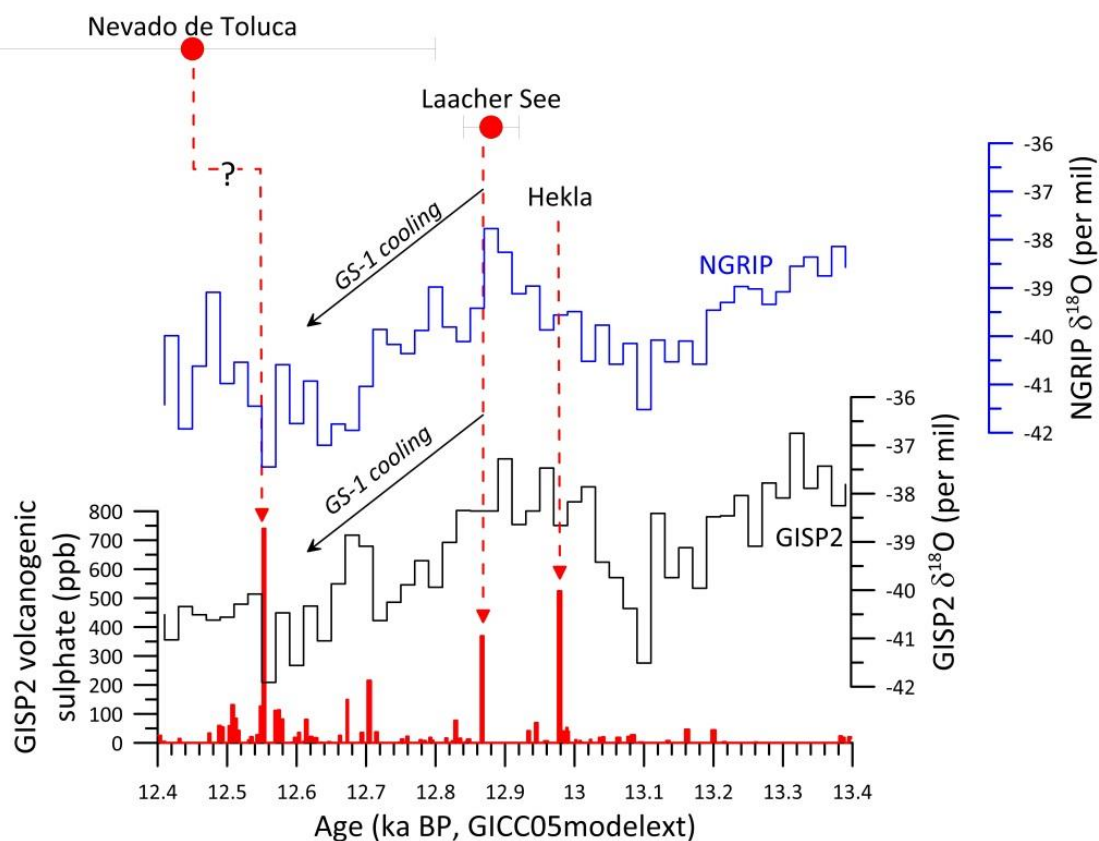 Nevado de Toluca
Laacher See
?
Hekla
GS-1 cooling
NGRIP
-36
-37
-38
-39
-40
-41
-42
NGRIP δ¹⁸O (per mil)
GS-1 cooling
GISP2
-36
-37
-38
-39
-40
-41
-42
GISP2 δ¹⁸O (per mil)
GISP2 volcanogenic
sulphate (ppb)
800
700
600
500
400
300
200
100
0
12.4 12.5 12.6 12.7 12.8 12.9 13 13.1 13.2 13.3 13.4
Age (ka BP, GICC05modelext)